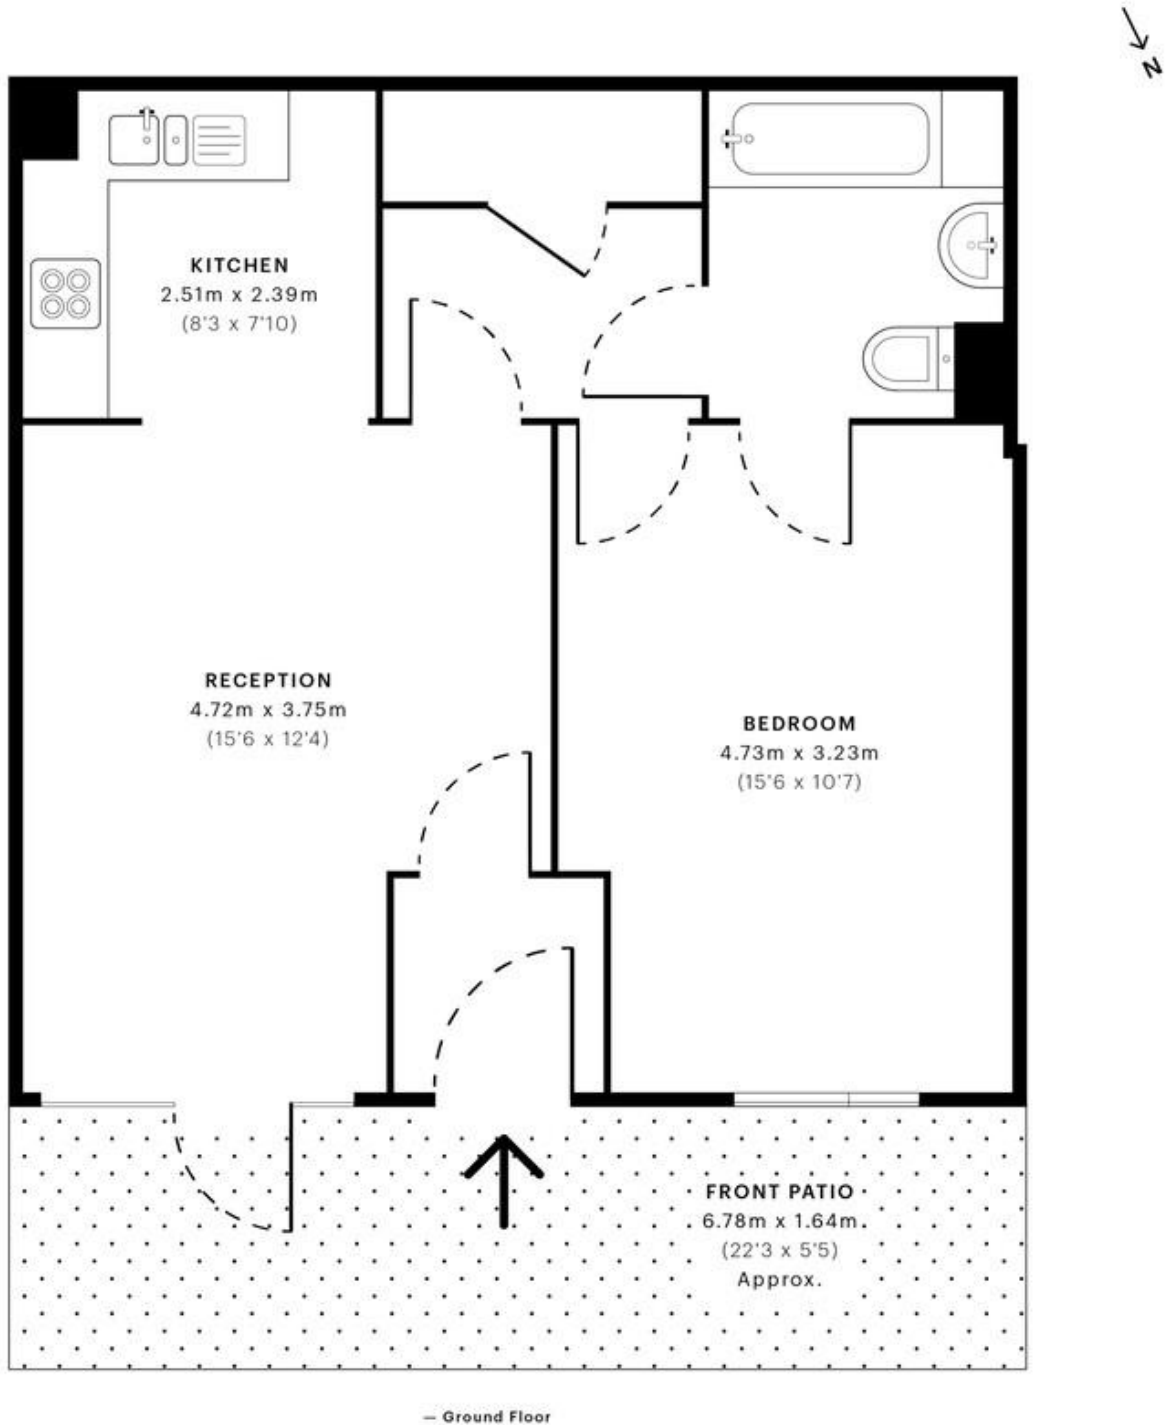 N
KITCHEN
2.51m x 2.39m
(8'3 x 7'10)
RECEPTION
4.72m x 3.75m
(15'6 x 12'4)
BEDROOM
4.73m x 3.23m
(15'6 x 10'7)
FRONT PATIO
6.78m x 1.64m
(22'3 x 5'5)
Approx.
— Ground Floor